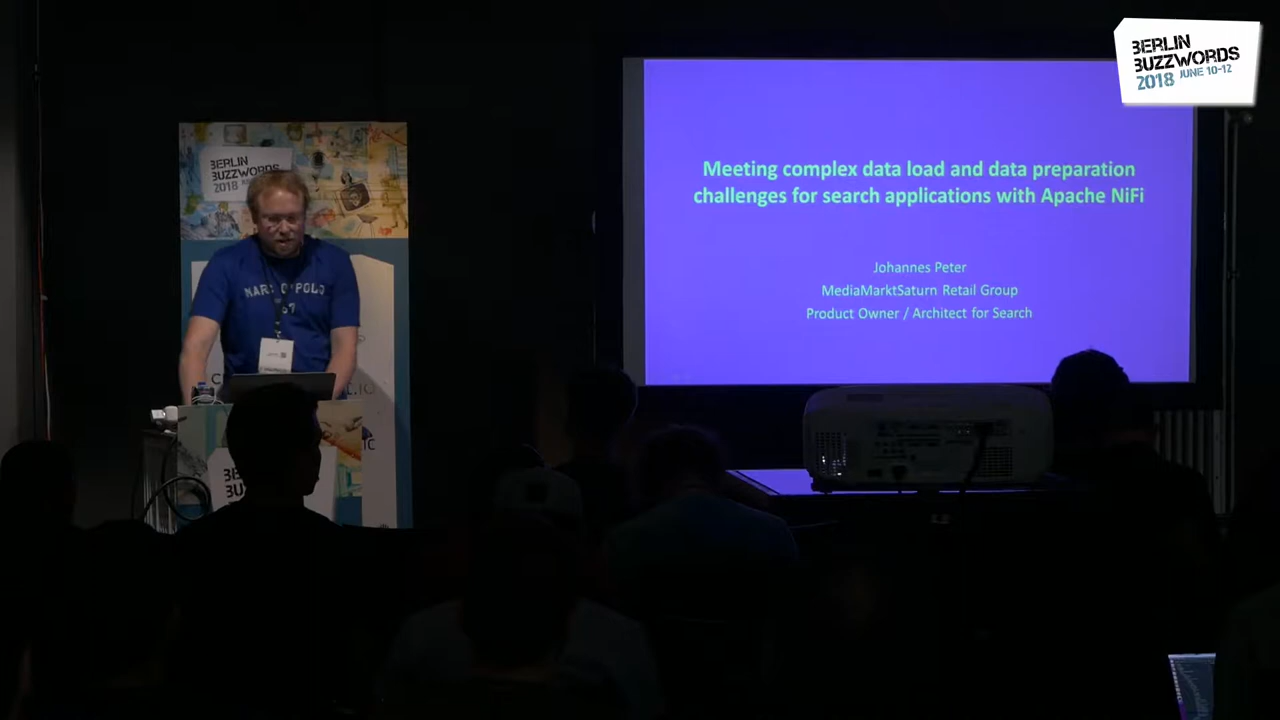 BERLIN
BUZZWORDS
2018 JUNE 10-12
Meeting complex data load and data preparation
challenges for search applications with Apache NiFi
Johannes Peter
MediaMarktSaturn Retail Group
Product Owner / Architect for Search
BERLIN
BUZZWORDS
2018